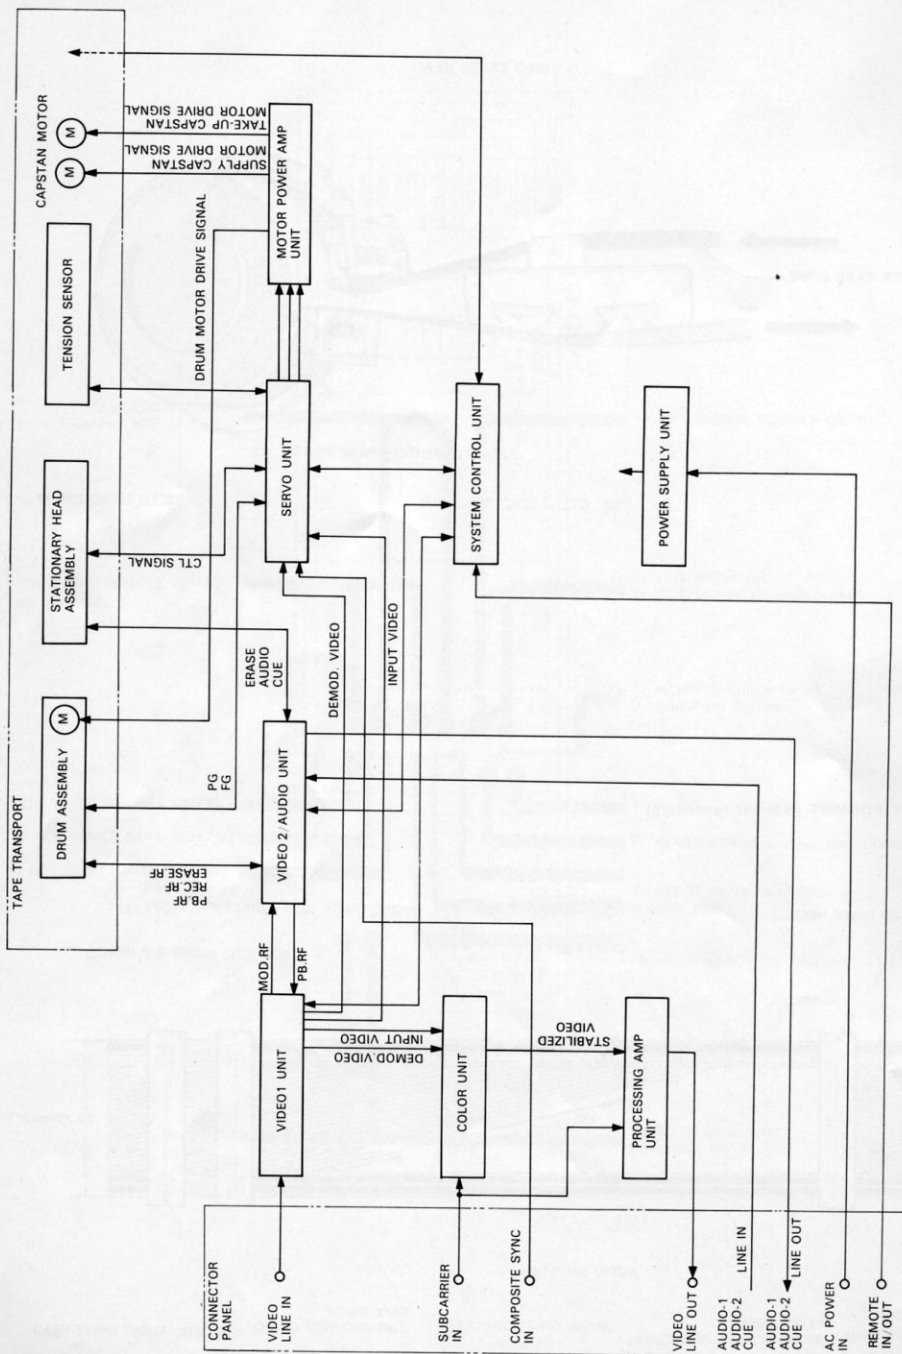 TAPE TRANSPORT
DRUM ASSEMBLY
M
STATIONARY HEAD
ASSEMBLY
TENSION SENSOR
CAPSTAN MOTOR
M
M
PB.RF
REC.RF
ERASE.RF
PG
FG
CTL SIGNAL
ERASE
AUDIO
CUE
DRUM MOTOR DRIVE SIGNAL
SUPPLY CAPSTAN
MOTOR DRIVE SIGNAL
TAKE-UP CAPSTAN
MOTOR DRIVE SIGNAL
VIDEO1 UNIT
MOD.RF
PB.RF
VIDEO 2/AUDIO UNIT
SERVO UNIT
MOTOR POWER AMP
UNIT
DEMOD. VIDEO
INPUT VIDEO
DEMOD.VIDEO
INPUT VIDEO
COLOR UNIT
SYSTEM CONTROL UNIT
STABILIZED
VIDEO
PROCESSING AMP
UNIT
POWER SUPPLY UNIT
CONNECTOR
PANEL
VIDEO
LINE IN
SUBCARRIER
IN
COMPOSITE SYNC
IN
VIDEO
LINE OUT
AUDIO-1
AUDIO-2
CUE
LINE IN
AUDIO-1
AUDIO-2
CUE
LINE OUT
AC POWER
IN
REMOTE
IN/OUT